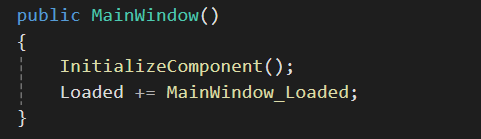 public MainWindow()
{
    InitializeComponent();
    Loaded += MainWindow_Loaded;
}